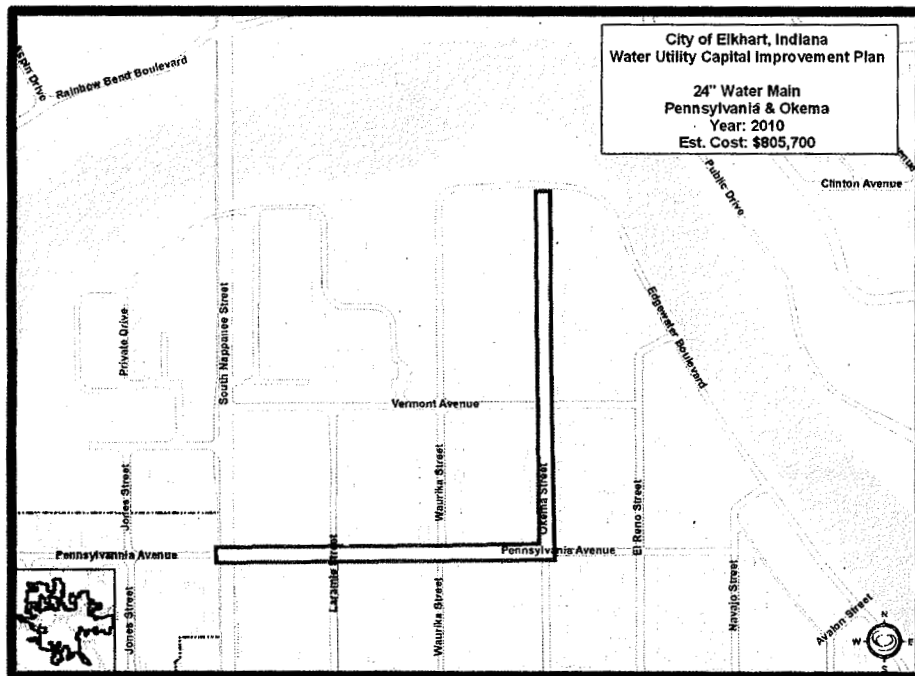 City of Elkhart, Indiana
Water Utility Capital Improvement Plan
24" Water Main
Pennsylvania & Okema
Year: 2010
Est. Cost: $805,700
Aspin Drive
Rainbow Bend Boulevard
Public Drive
Clinton Avenue
Private Drive
South Nappanee Street
Edgewater Boulevard
Vermont Avenue
Jones Street
Waurika Street
Okema Street
El Reno Street
Pennsylvannia Avenue
Laramie Street
Pennsylvania Avenue
Jones Street
Waurika Street
Navajo Street
Avalon Street
N
W
E
S